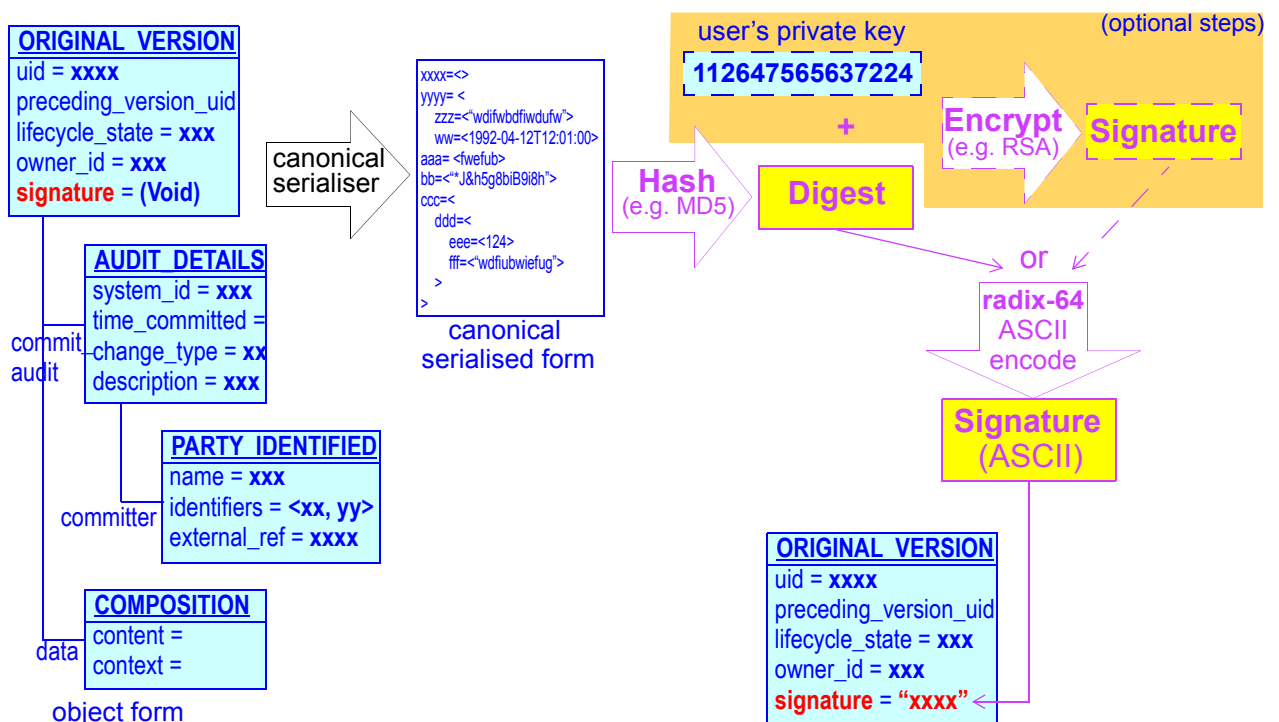 ORIGINAL_VERSION
uid = xxxx
preceding_version_uid
lifecycle_state = xxx
owner_id = xxx
signature = (Void)
commit_
audit
AUDIT_DETAILS
system_id = xxx
time_committed =
change_type = xx
description = xxx
committer
PARTY_IDENTIFIED
name = xxx
identifiers = <xx, yy>
external_ref = xxxx
data
COMPOSITION
content =
context =
object form
canonical
serialiser
xxxx=<>
yyyy= <
zzz=<“wdifwbdfiwdufw”>
ww=<1992-04-12T12:01:00>
aaa= <fwefub>
bb=<“*J&h5g8biB9i8h”>
ccc=<
ddd=<
eee=<124>
fff=<“wdfiubwiefug”>
>
>
canonical
serialised form
Hash
(e.g. MD5)
Digest
(optional steps)
user’s private key
112647565637224
+
Encrypt
(e.g. RSA)
Signature
or
radix-64
ASCII
encode
Signature
(ASCII)
ORIGINAL_VERSION
uid = xxxx
preceding_version_uid
lifecycle_state = xxx
owner_id = xxx
signature = “xxxx”